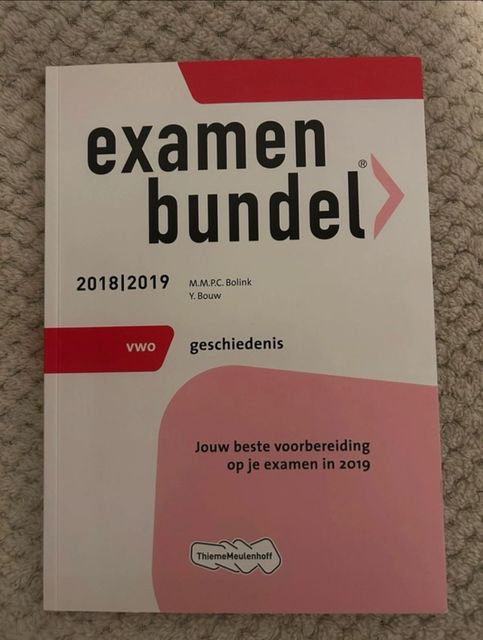 examen
bundel®
2018|2019
M.M.P.C. Bolink
Y. Bouw
vwo
geschiedenis
Jouw beste voorbereiding
op je examen in 2019
ThiemeMeulenhoff